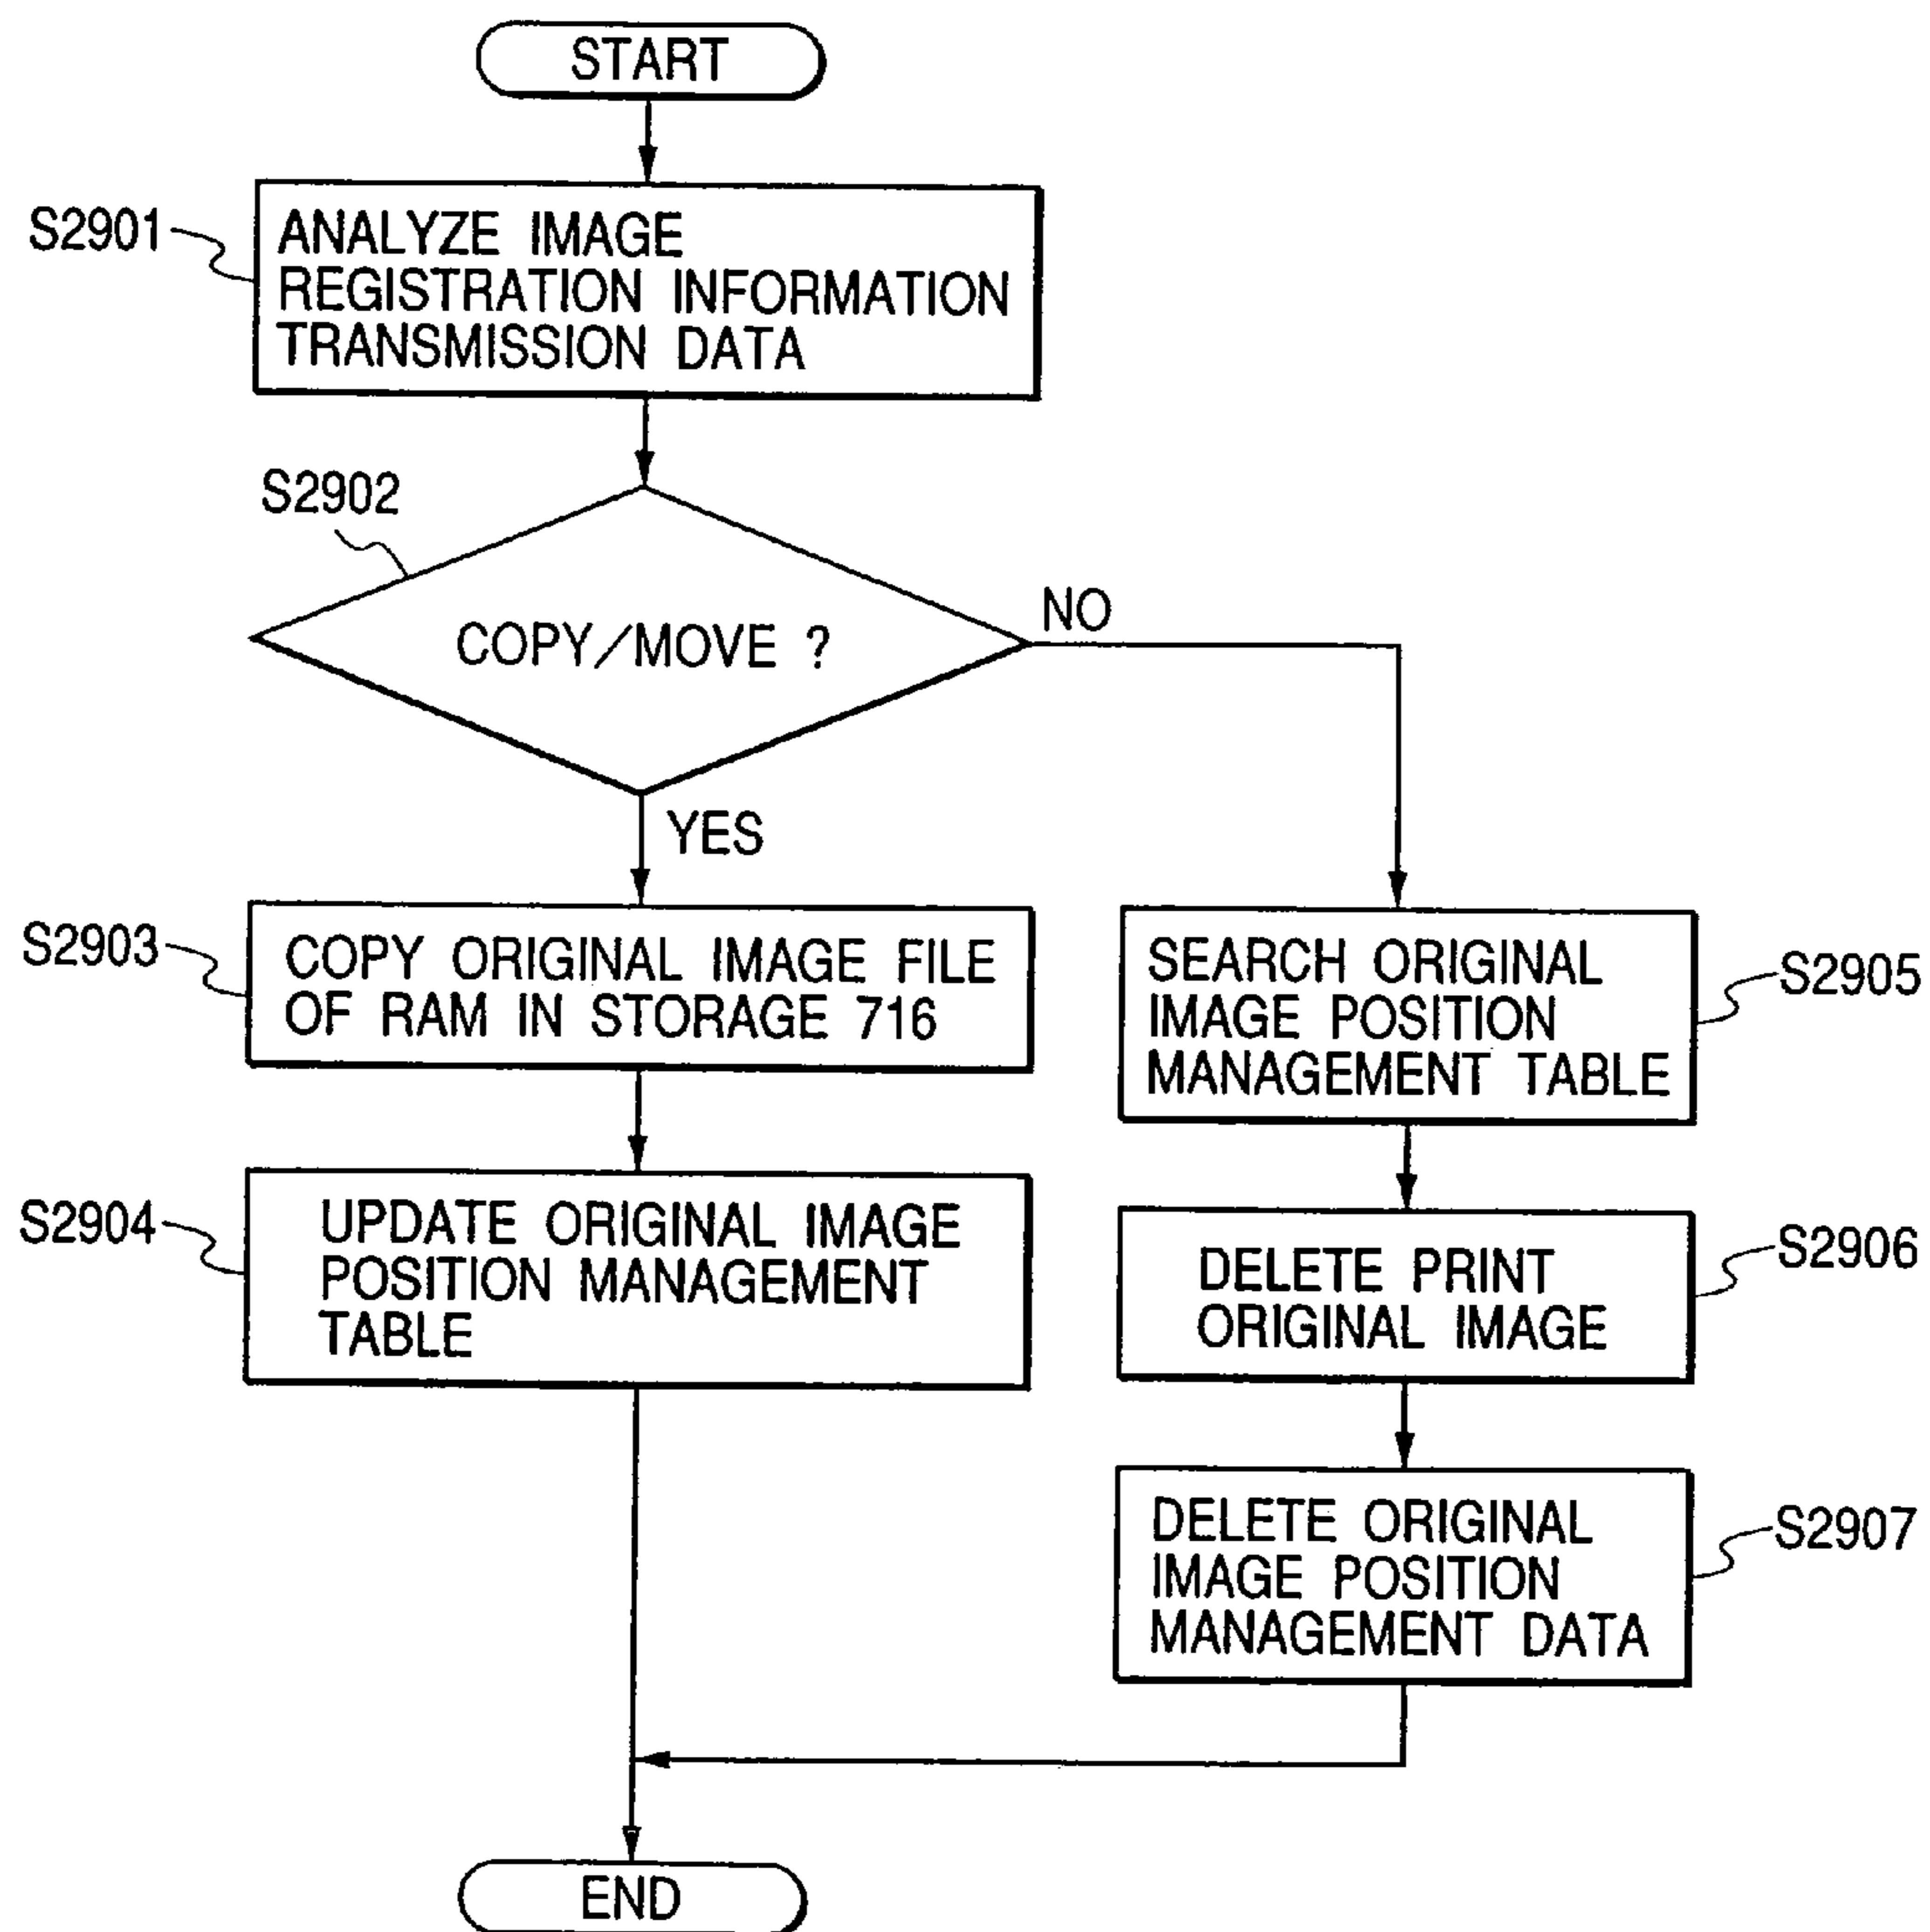 START
S2901
ANALYZE IMAGE
REGISTRATION INFORMATION
TRANSMISSION DATA
S2902
COPY/MOVE ?
NO
YES
S2903
COPY ORIGINAL IMAGE FILE
OF RAM IN STORAGE 716
S2904
UPDATE ORIGINAL IMAGE
POSITION MANAGEMENT
TABLE
SEARCH ORIGINAL
IMAGE POSITION
MANAGEMENT TABLE
S2905
DELETE PRINT
ORIGINAL IMAGE
S2906
DELETE ORIGINAL
IMAGE POSITION
MANAGEMENT DATA
S2907
END